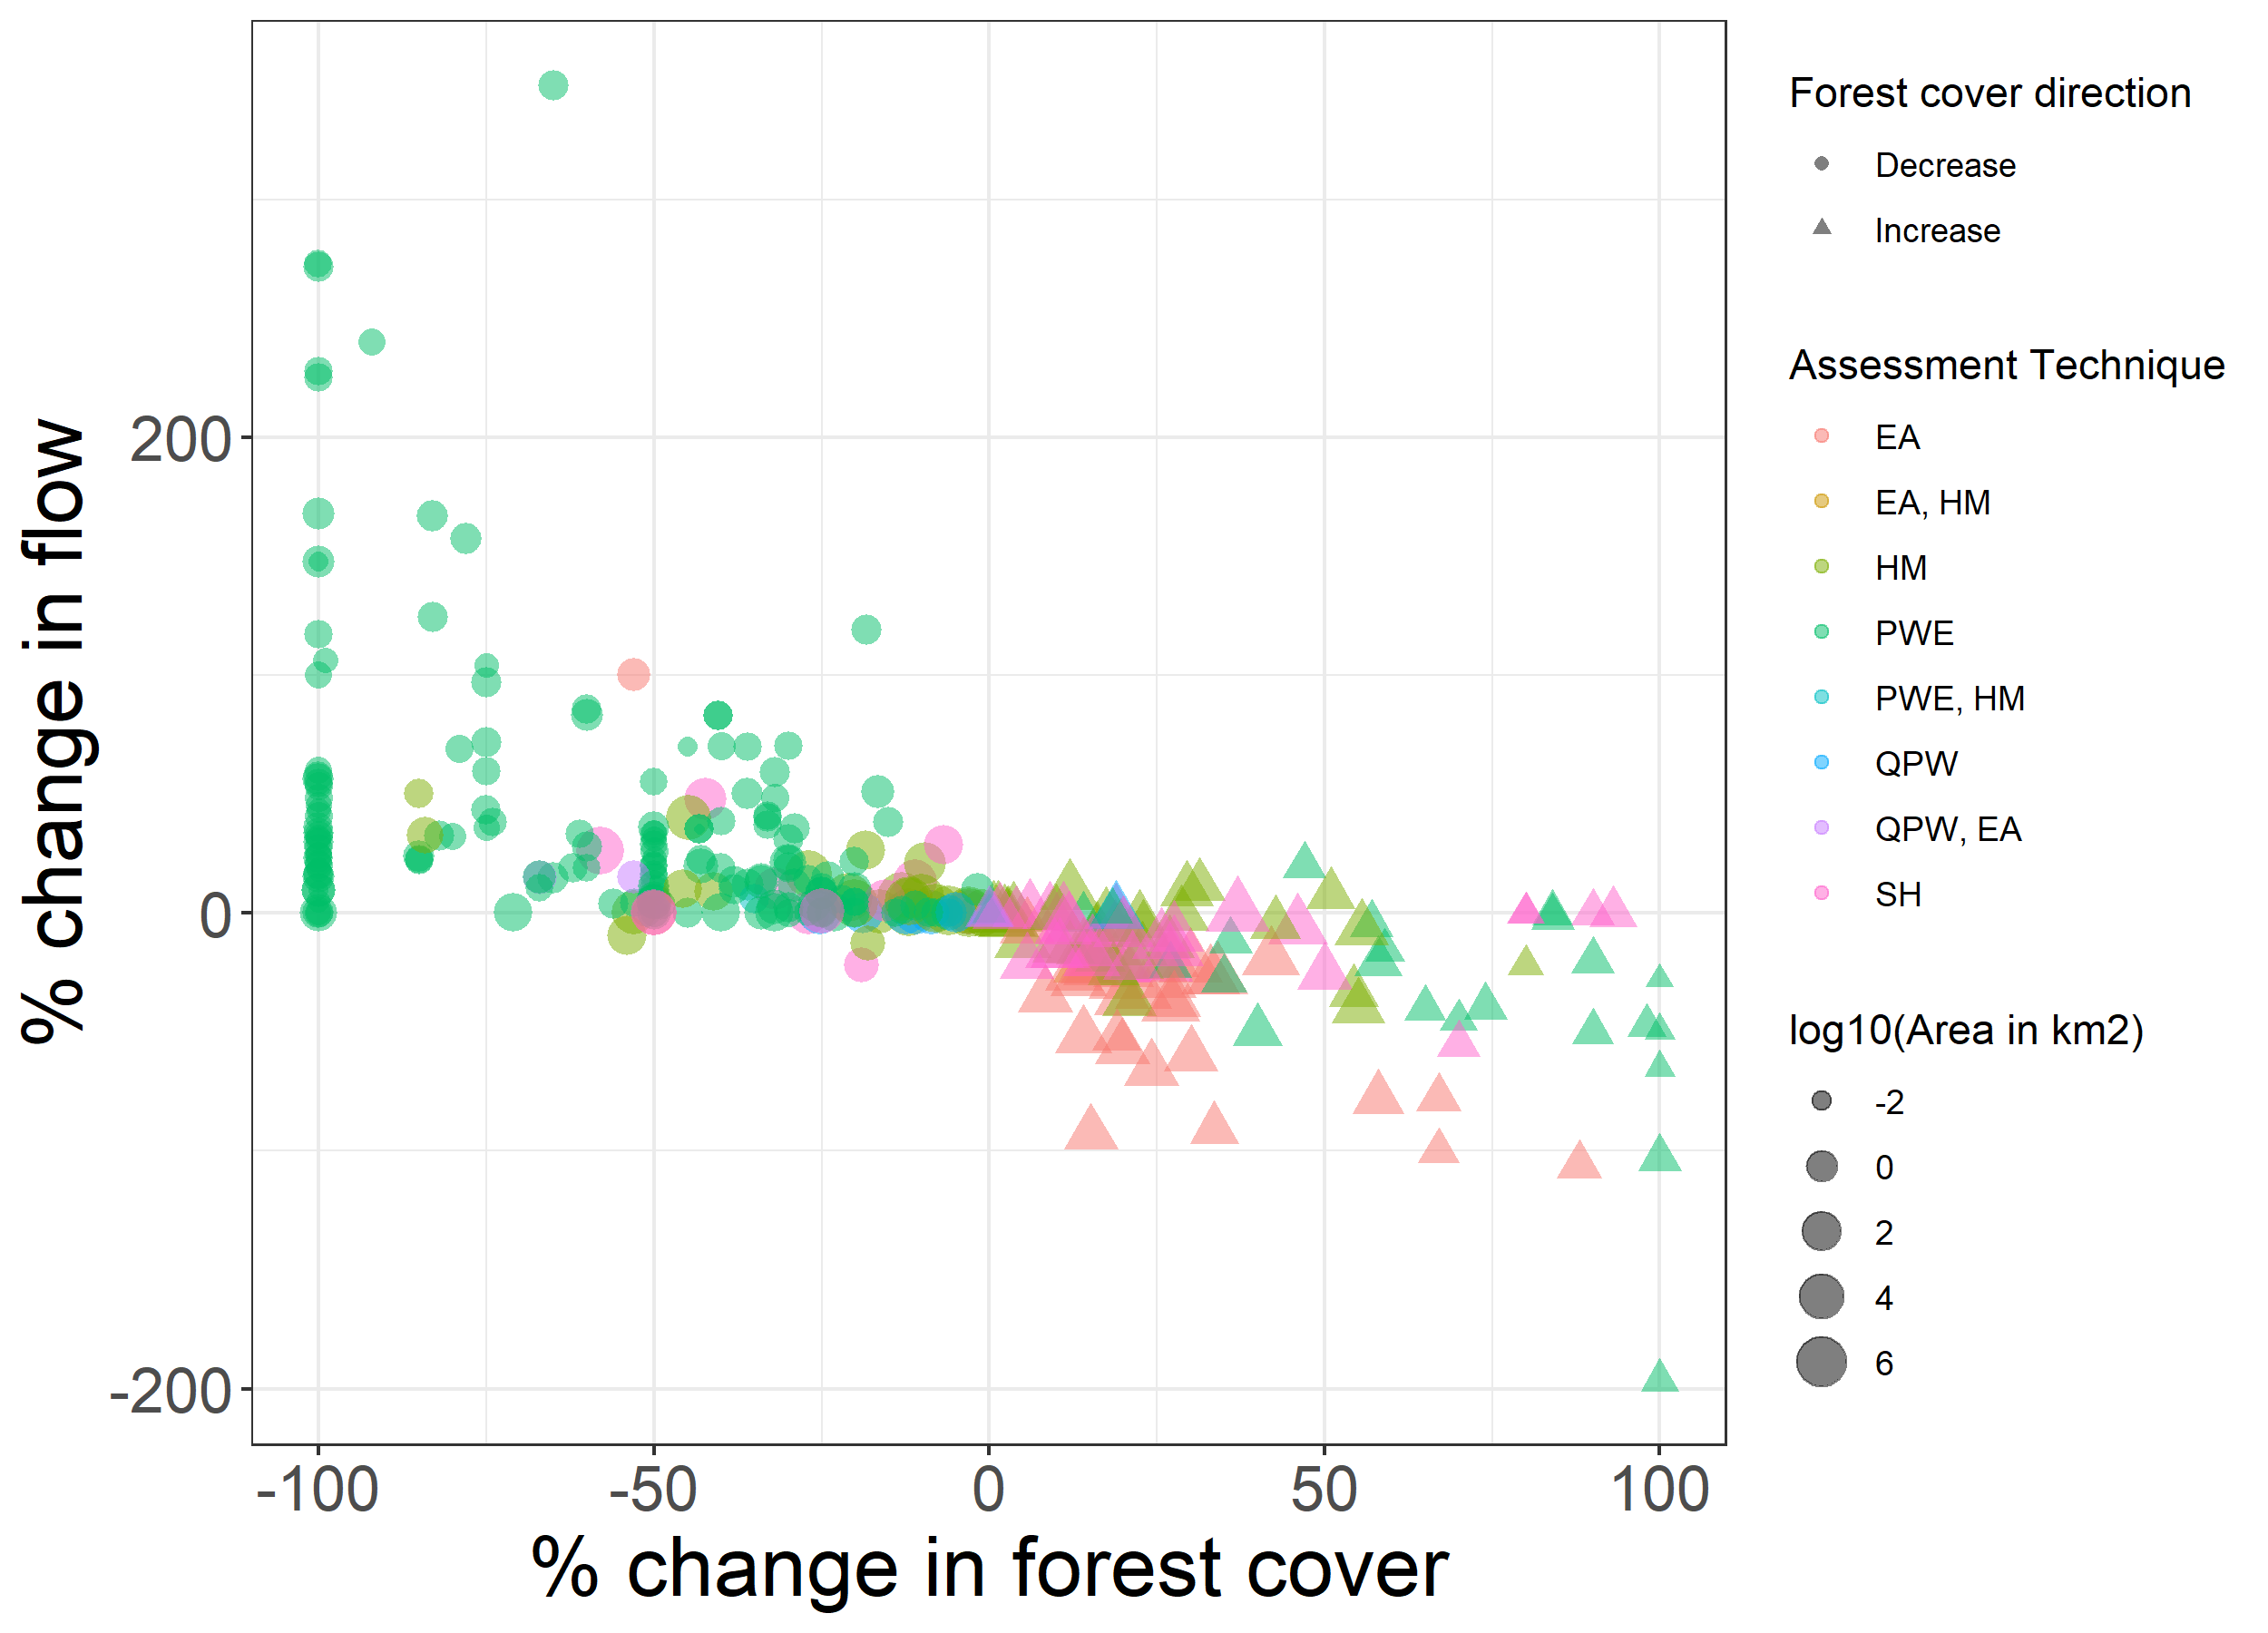 % change in flow
200
0
-200
-100
-50
0
50
100
% change in forest cover
Forest cover direction
Decrease
Increase
Assessment Technique
EA
EA, HM
HM
PWE
PWE, HM
QPW
QPW, EA
SH
log10(Area in km2)
-2
0
2
4
6